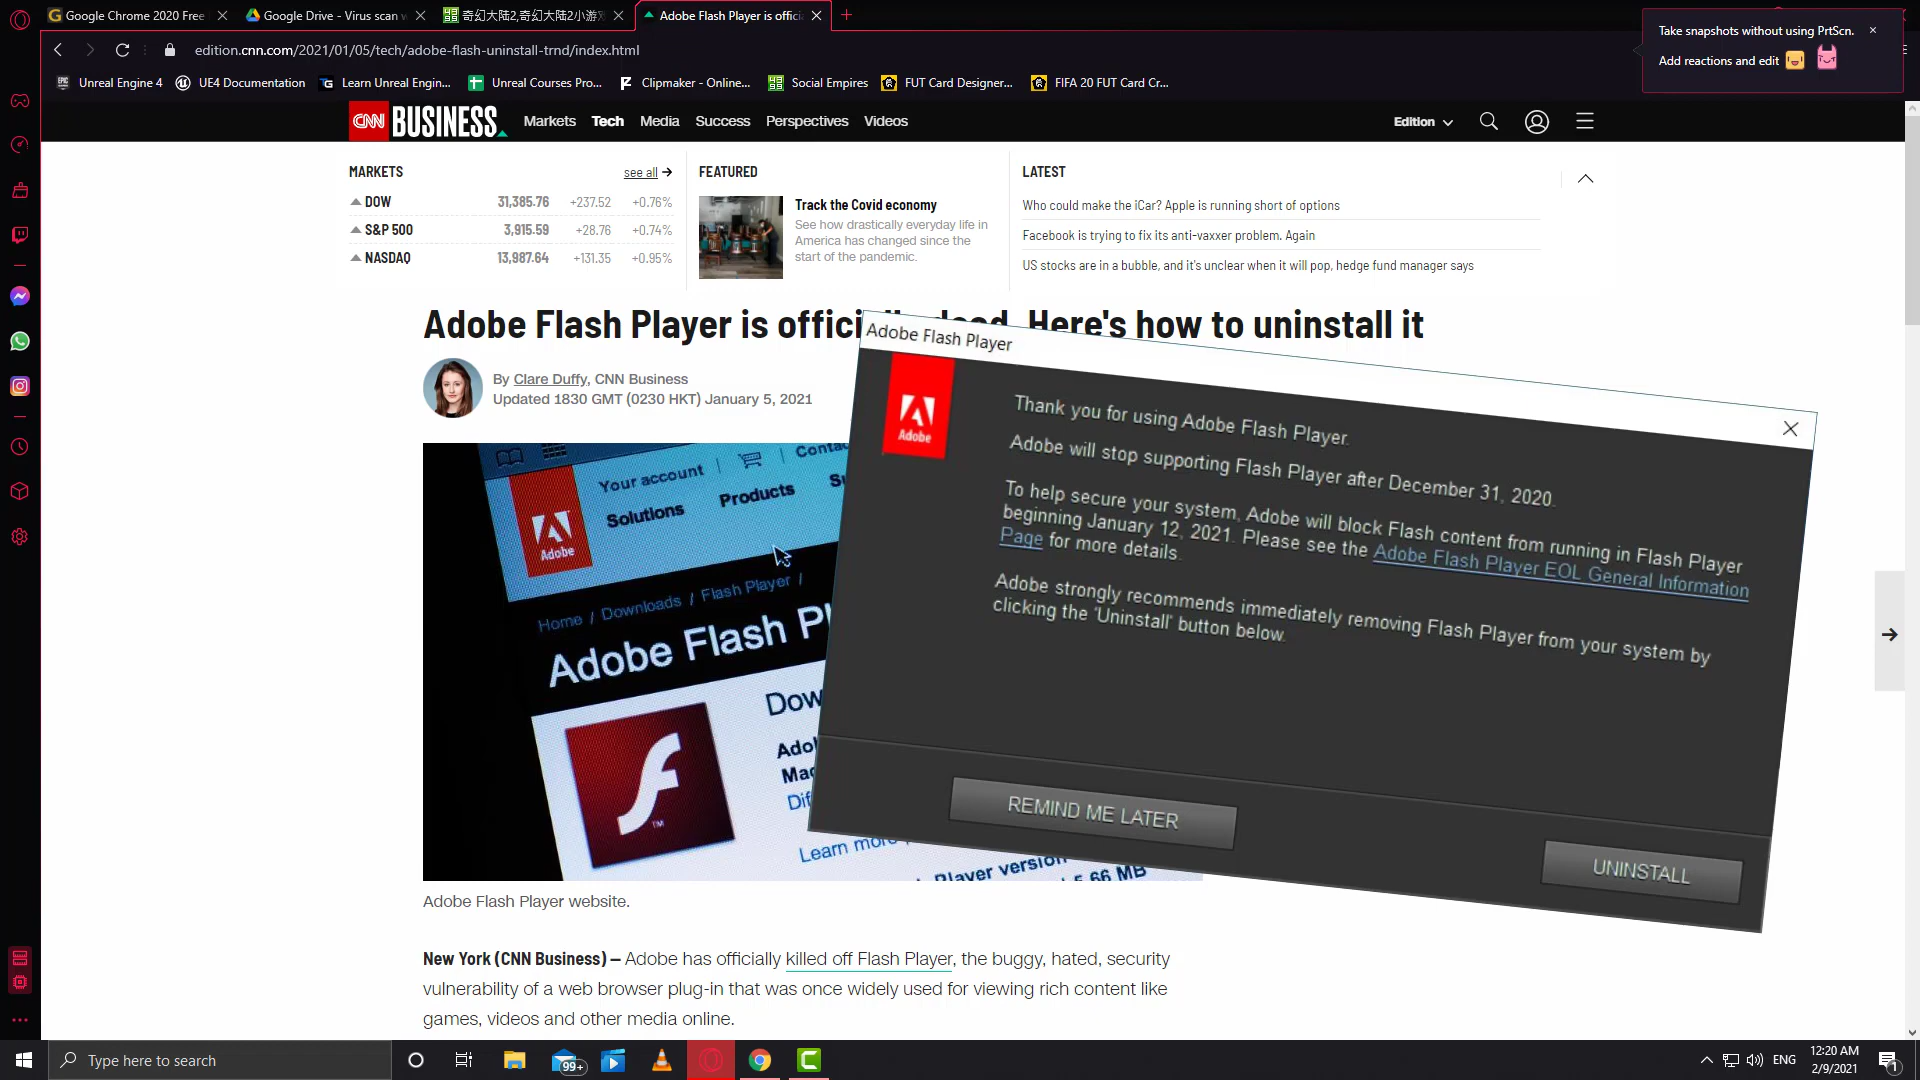 Google Chrome 2020 Free
Google Drive - Virus scan w
奇幻大陆2,奇幻大陆2小游戏
Adobe Flash Player is offici
edition.cnn.com/2021/01/05/tech/adobe-flash-uninstall-trnd/index.html
Take snapshots without using PrtScn.
Add reactions and edit
Unreal Engine 4
UE4 Documentation
Learn Unreal Engin...
Unreal Courses Pro...
Clipmaker - Online...
Social Empires
FUT Card Designer...
FIFA 20 FUT Card Cr...
CNN BUSINESS
Markets
Tech
Media
Success
Perspectives
Videos
Edition
MARKETS
see all
DOW 31,385.76 +237.52 +0.76%
S&P 500 3,915.59 +28.76 +0.74%
NASDAQ 13,987.64 +131.35 +0.95%
FEATURED
Track the Covid economy
See how drastically everyday life in
America has changed since the
start of the pandemic.
LATEST
Who could make the iCar? Apple is running short of options
Facebook is trying to fix its anti-vaxxer problem. Again
US stocks are in a bubble, and it's unclear when it will pop, hedge fund manager says
Adobe Flash Player is officially dead. Here's how to uninstall it
By Clare Duffy, CNN Business
Updated 1830 GMT (0230 HKT) January 5, 2021
Your account
Contac
Solutions
Products
Su
Adobe
Home / Downloads / Flash Player /
Adobe Flash Pl
Dow
Adob
Mac
Dif
Learn more
Player version
5.66 MB
Adobe Flash Player
Adobe
Thank you for using Adobe Flash Player.
Adobe will stop supporting Flash Player after December 31, 2020.
To help secure your system, Adobe will block Flash content from running in Flash Player
beginning January 12, 2021. Please see the Adobe Flash Player EOL General Information
Page for more details.
Adobe strongly recommends immediately removing Flash Player from your system by
clicking the 'Uninstall' button below.
REMIND ME LATER
UNINSTALL
Adobe Flash Player website.
New York (CNN Business) — Adobe has officially killed off Flash Player, the buggy, hated, security
vulnerability of a web browser plug-in that was once widely used for viewing rich content like
games, videos and other media online.
Type here to search
99+
ENG
12:20 AM
2/9/2021
1